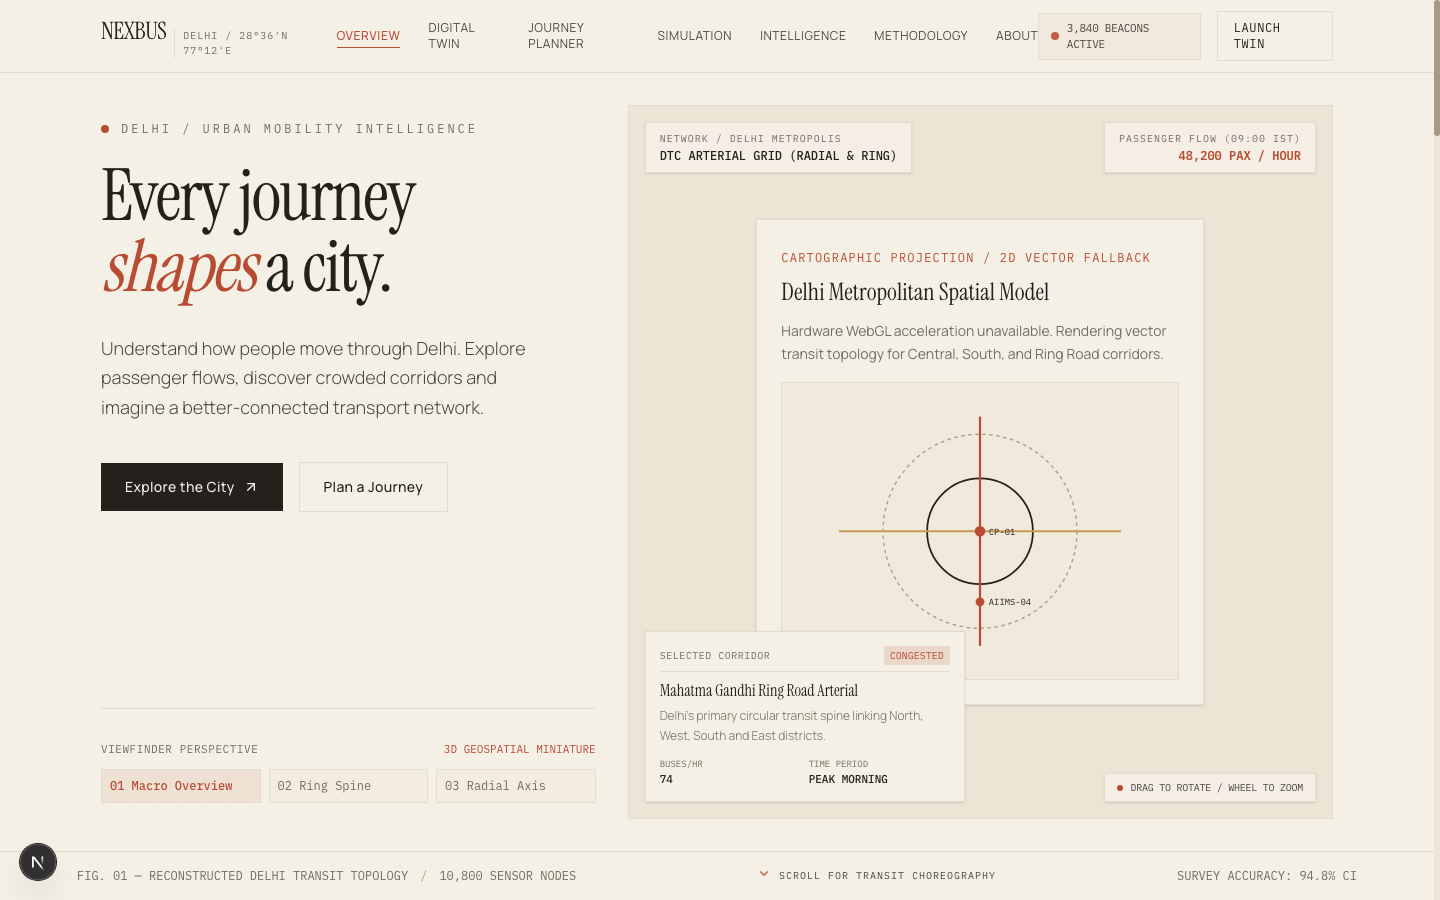 NEXBUS
DELHI / 28°36'N
77°12'E
OVERVIEW
DIGITAL
TWIN
JOURNEY
PLANNER
SIMULATION
INTELLIGENCE
METHODOLOGY
ABOUT
3,840 BEACONS
ACTIVE
LAUNCH
TWIN
DELHI / URBAN MOBILITY INTELLIGENCE
Every journey
shapes a city.
Understand how people move through Delhi. Explore
passenger flows, discover crowded corridors and
imagine a better-connected transport network.
Explore the City
Plan a Journey
VIEWFINDER PERSPECTIVE
3D GEOSPATIAL MINIATURE
01 Macro Overview
02 Ring Spine
03 Radial Axis
NETWORK / DELHI METROPOLIS
DTC ARTERIAL GRID (RADIAL & RING)
PASSENGER FLOW (09:00 IST)
48,200 PAX / HOUR
CARTOGRAPHIC PROJECTION / 2D VECTOR FALLBACK
Delhi Metropolitan Spatial Model
Hardware WebGL acceleration unavailable. Rendering vector
transit topology for Central, South, and Ring Road corridors.
CP-01
AIIMS-04
SELECTED CORRIDOR
CONGESTED
Mahatma Gandhi Ring Road Arterial
Delhi's primary circular transit spine linking North,
West, South and East districts.
BUSES/HR
TIME PERIOD
74
PEAK MORNING
DRAG TO ROTATE / WHEEL TO ZOOM
N
FIG. 01 — RECONSTRUCTED DELHI TRANSIT TOPOLOGY / 10,800 SENSOR NODES
SCROLL FOR TRANSIT CHOREOGRAPHY
SURVEY ACCURACY: 94.8% CI